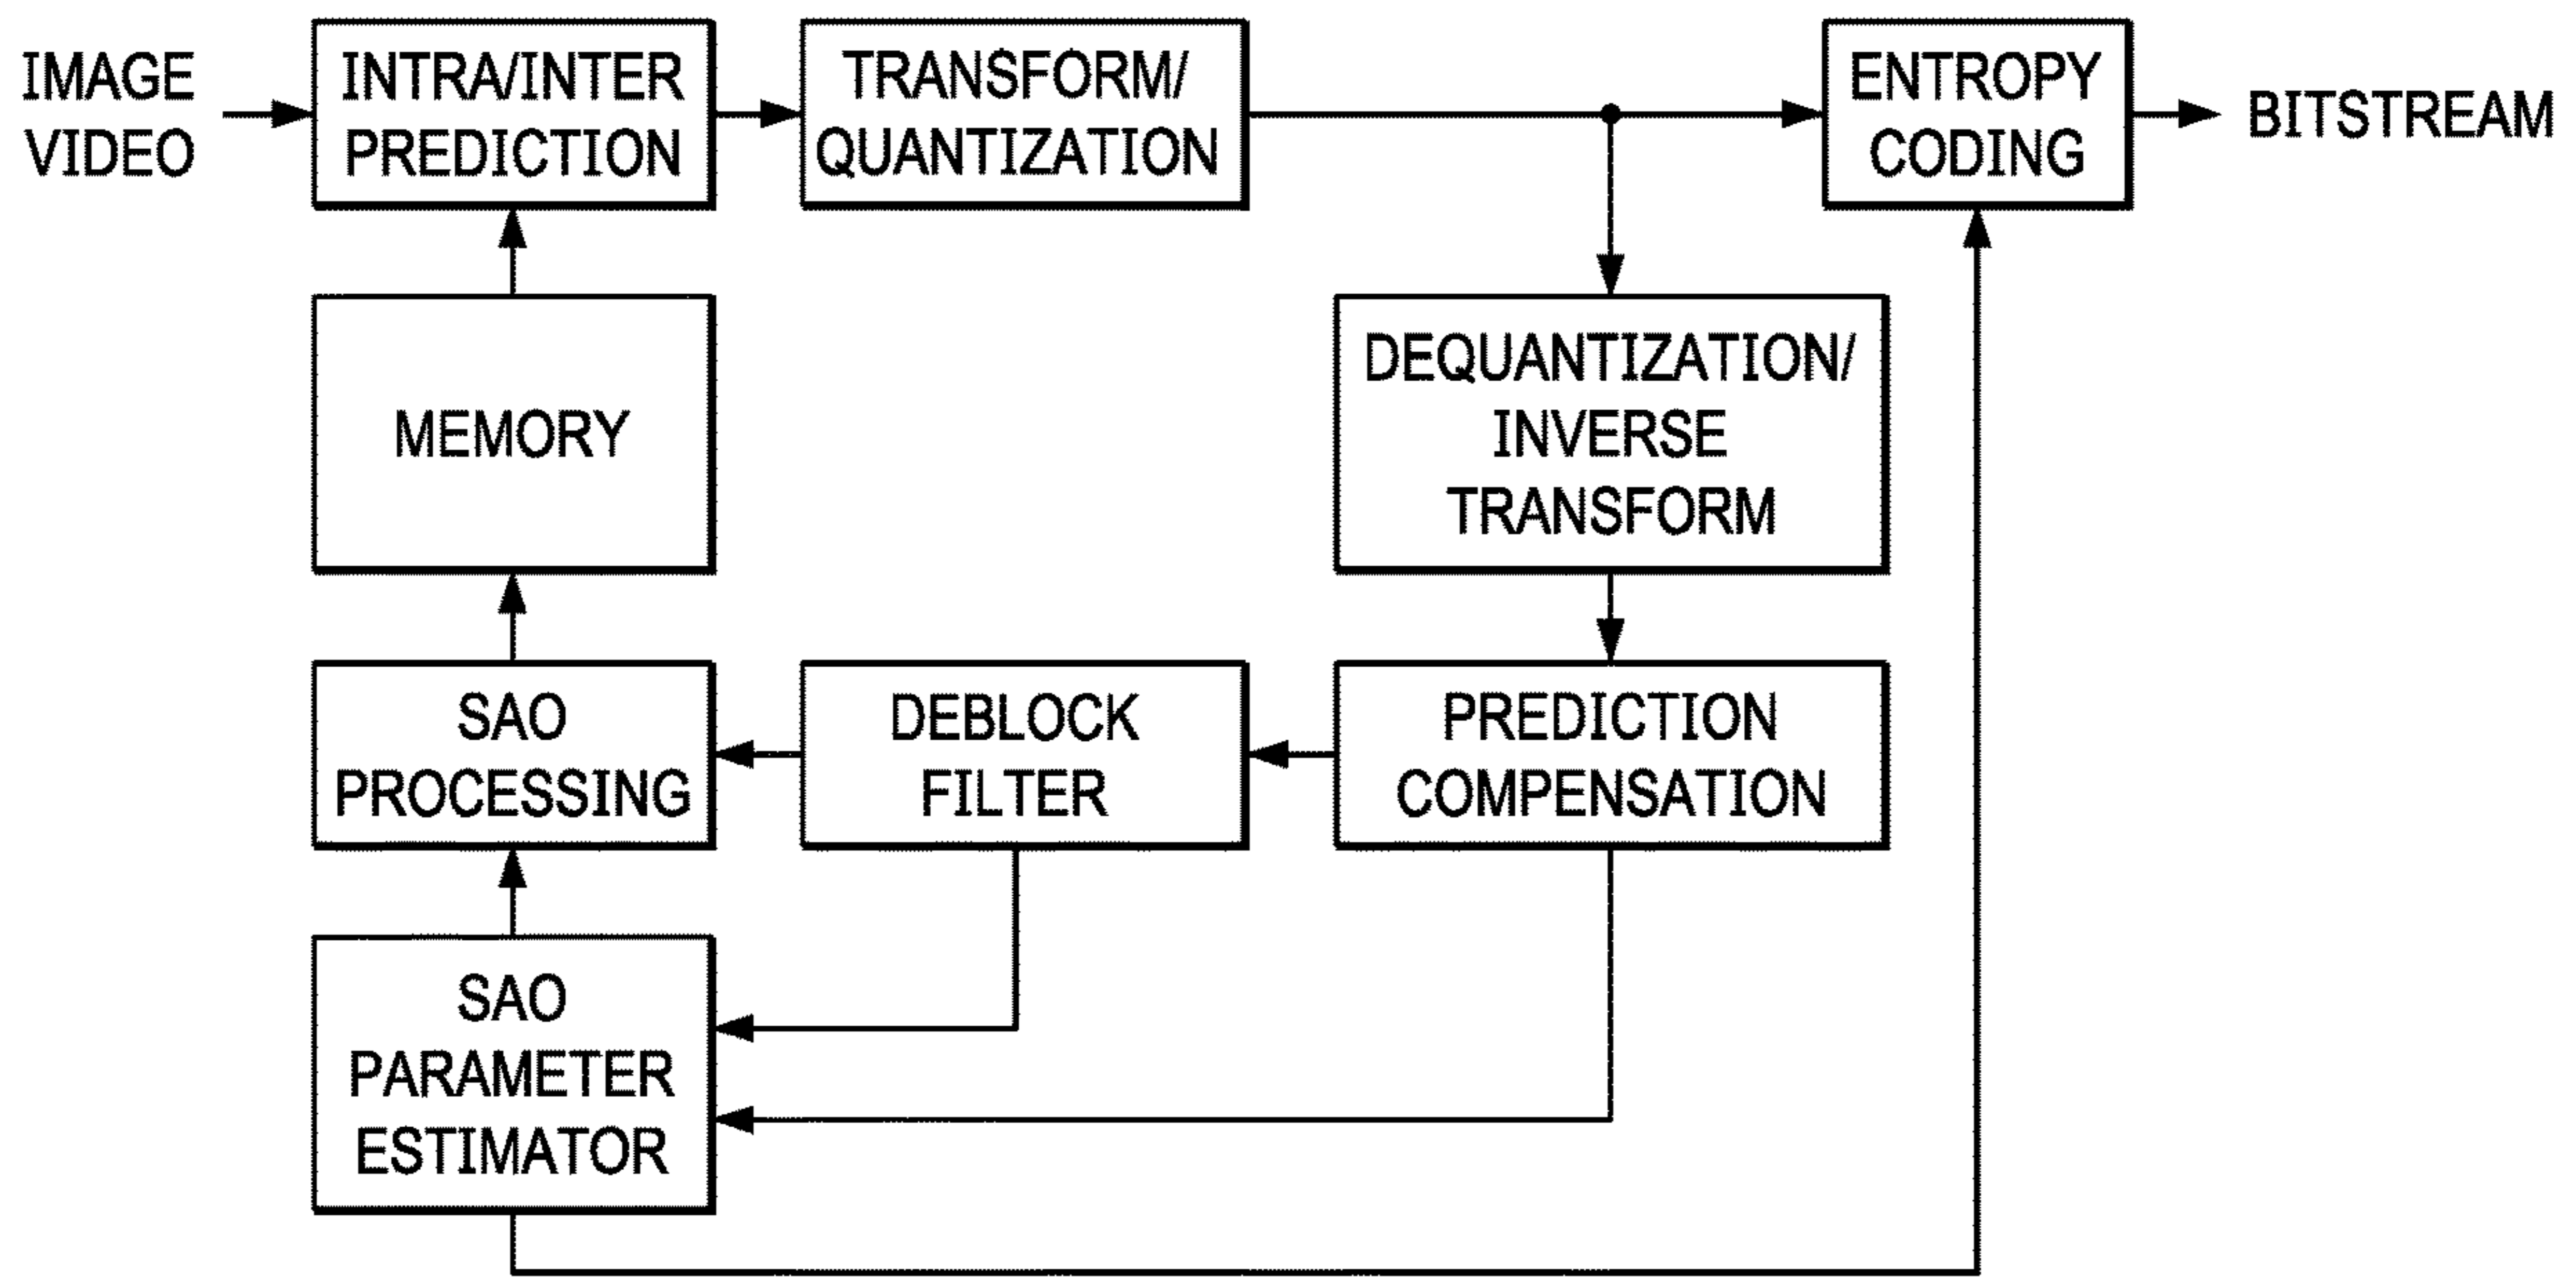 IMAGE
VIDEO
INTRA/INTER
PREDICTION
TRANSFORM/
QUANTIZATION
ENTROPY
CODING
BITSTREAM
MEMORY
DEQUANTIZATION/
INVERSE
TRANSFORM
SAO
PROCESSING
DEBLOCK
FILTER
PREDICTION
COMPENSATION
SAO
PARAMETER
ESTIMATOR